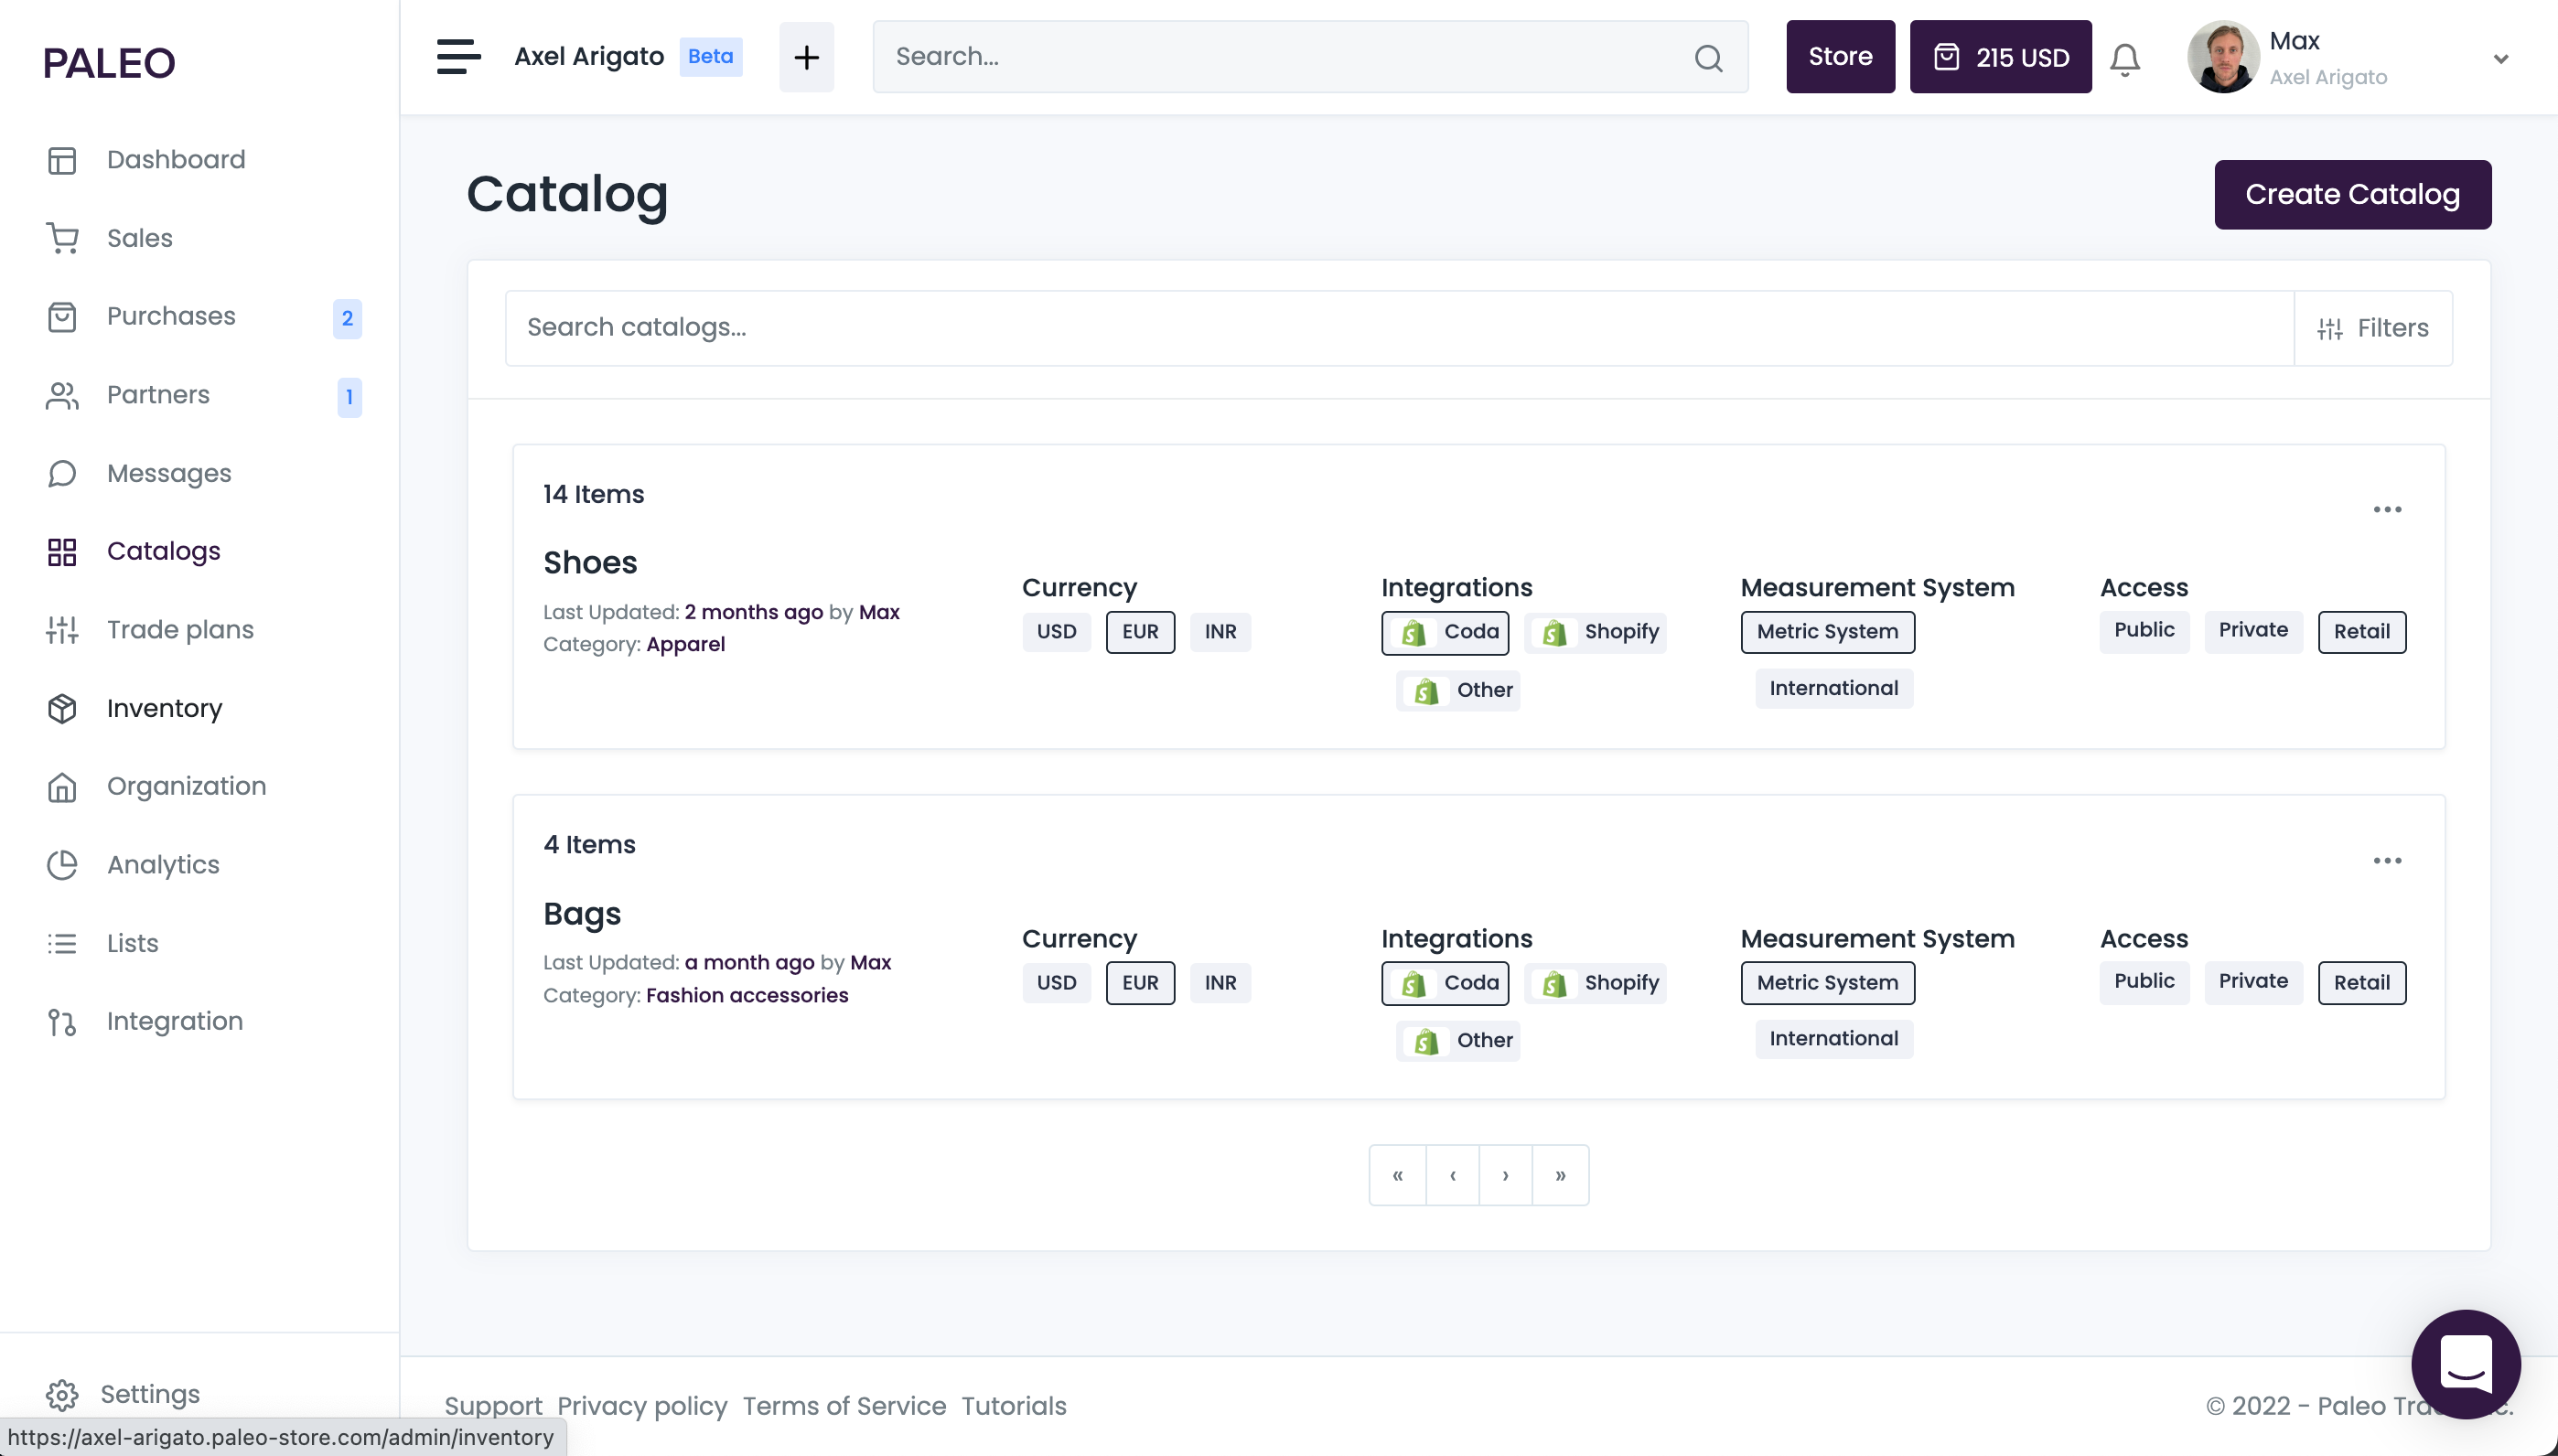 PALEO
Dashboard
Sales
Purchases 2
Partners 1
Messages
Catalogs
Trade plans
Inventory
Organization
Analytics
Lists
Integration
Settings
https://axel-arigato.paleo-store.com/admin/inventory
Axel Arigato Beta + Search... Store 215 USD Max
Axel Arigato
Catalog Create Catalog
Search catalogs... Filters
14 Items
Shoes
Last Updated: 2 months ago by Max
Category: Apparel
Currency
USD EUR INR
Integrations
Coda Shopify
Other
Measurement System
Metric System
International
Access
Public Private Retail
4 Items
Bags
Last Updated: a month ago by Max
Category: Fashion accessories
Currency
USD EUR INR
Integrations
Coda Shopify
Other
Measurement System
Metric System
International
Access
Public Private Retail
« ‹ › »
Support Privacy policy Terms of Service Tutorials
© 2022 - Paleo